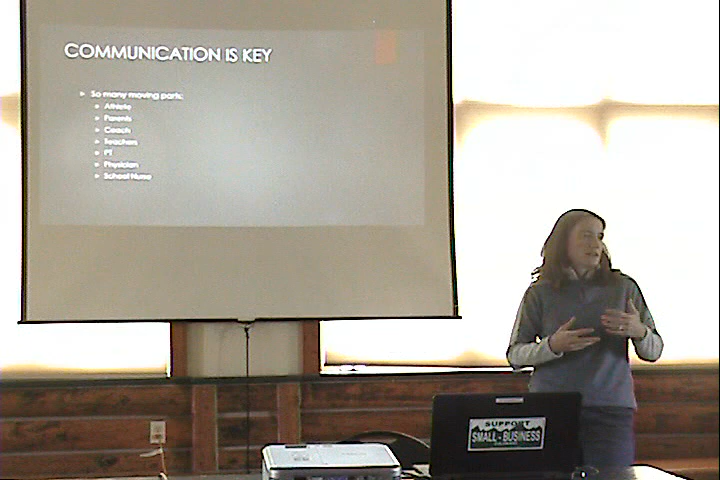 COMMUNICATION IS KEY
So many moving parts:
Athlete
Parents
Coach
Teachers
PT
Physician
School Nurse
SUPPORT
SMALL-BUSINESS